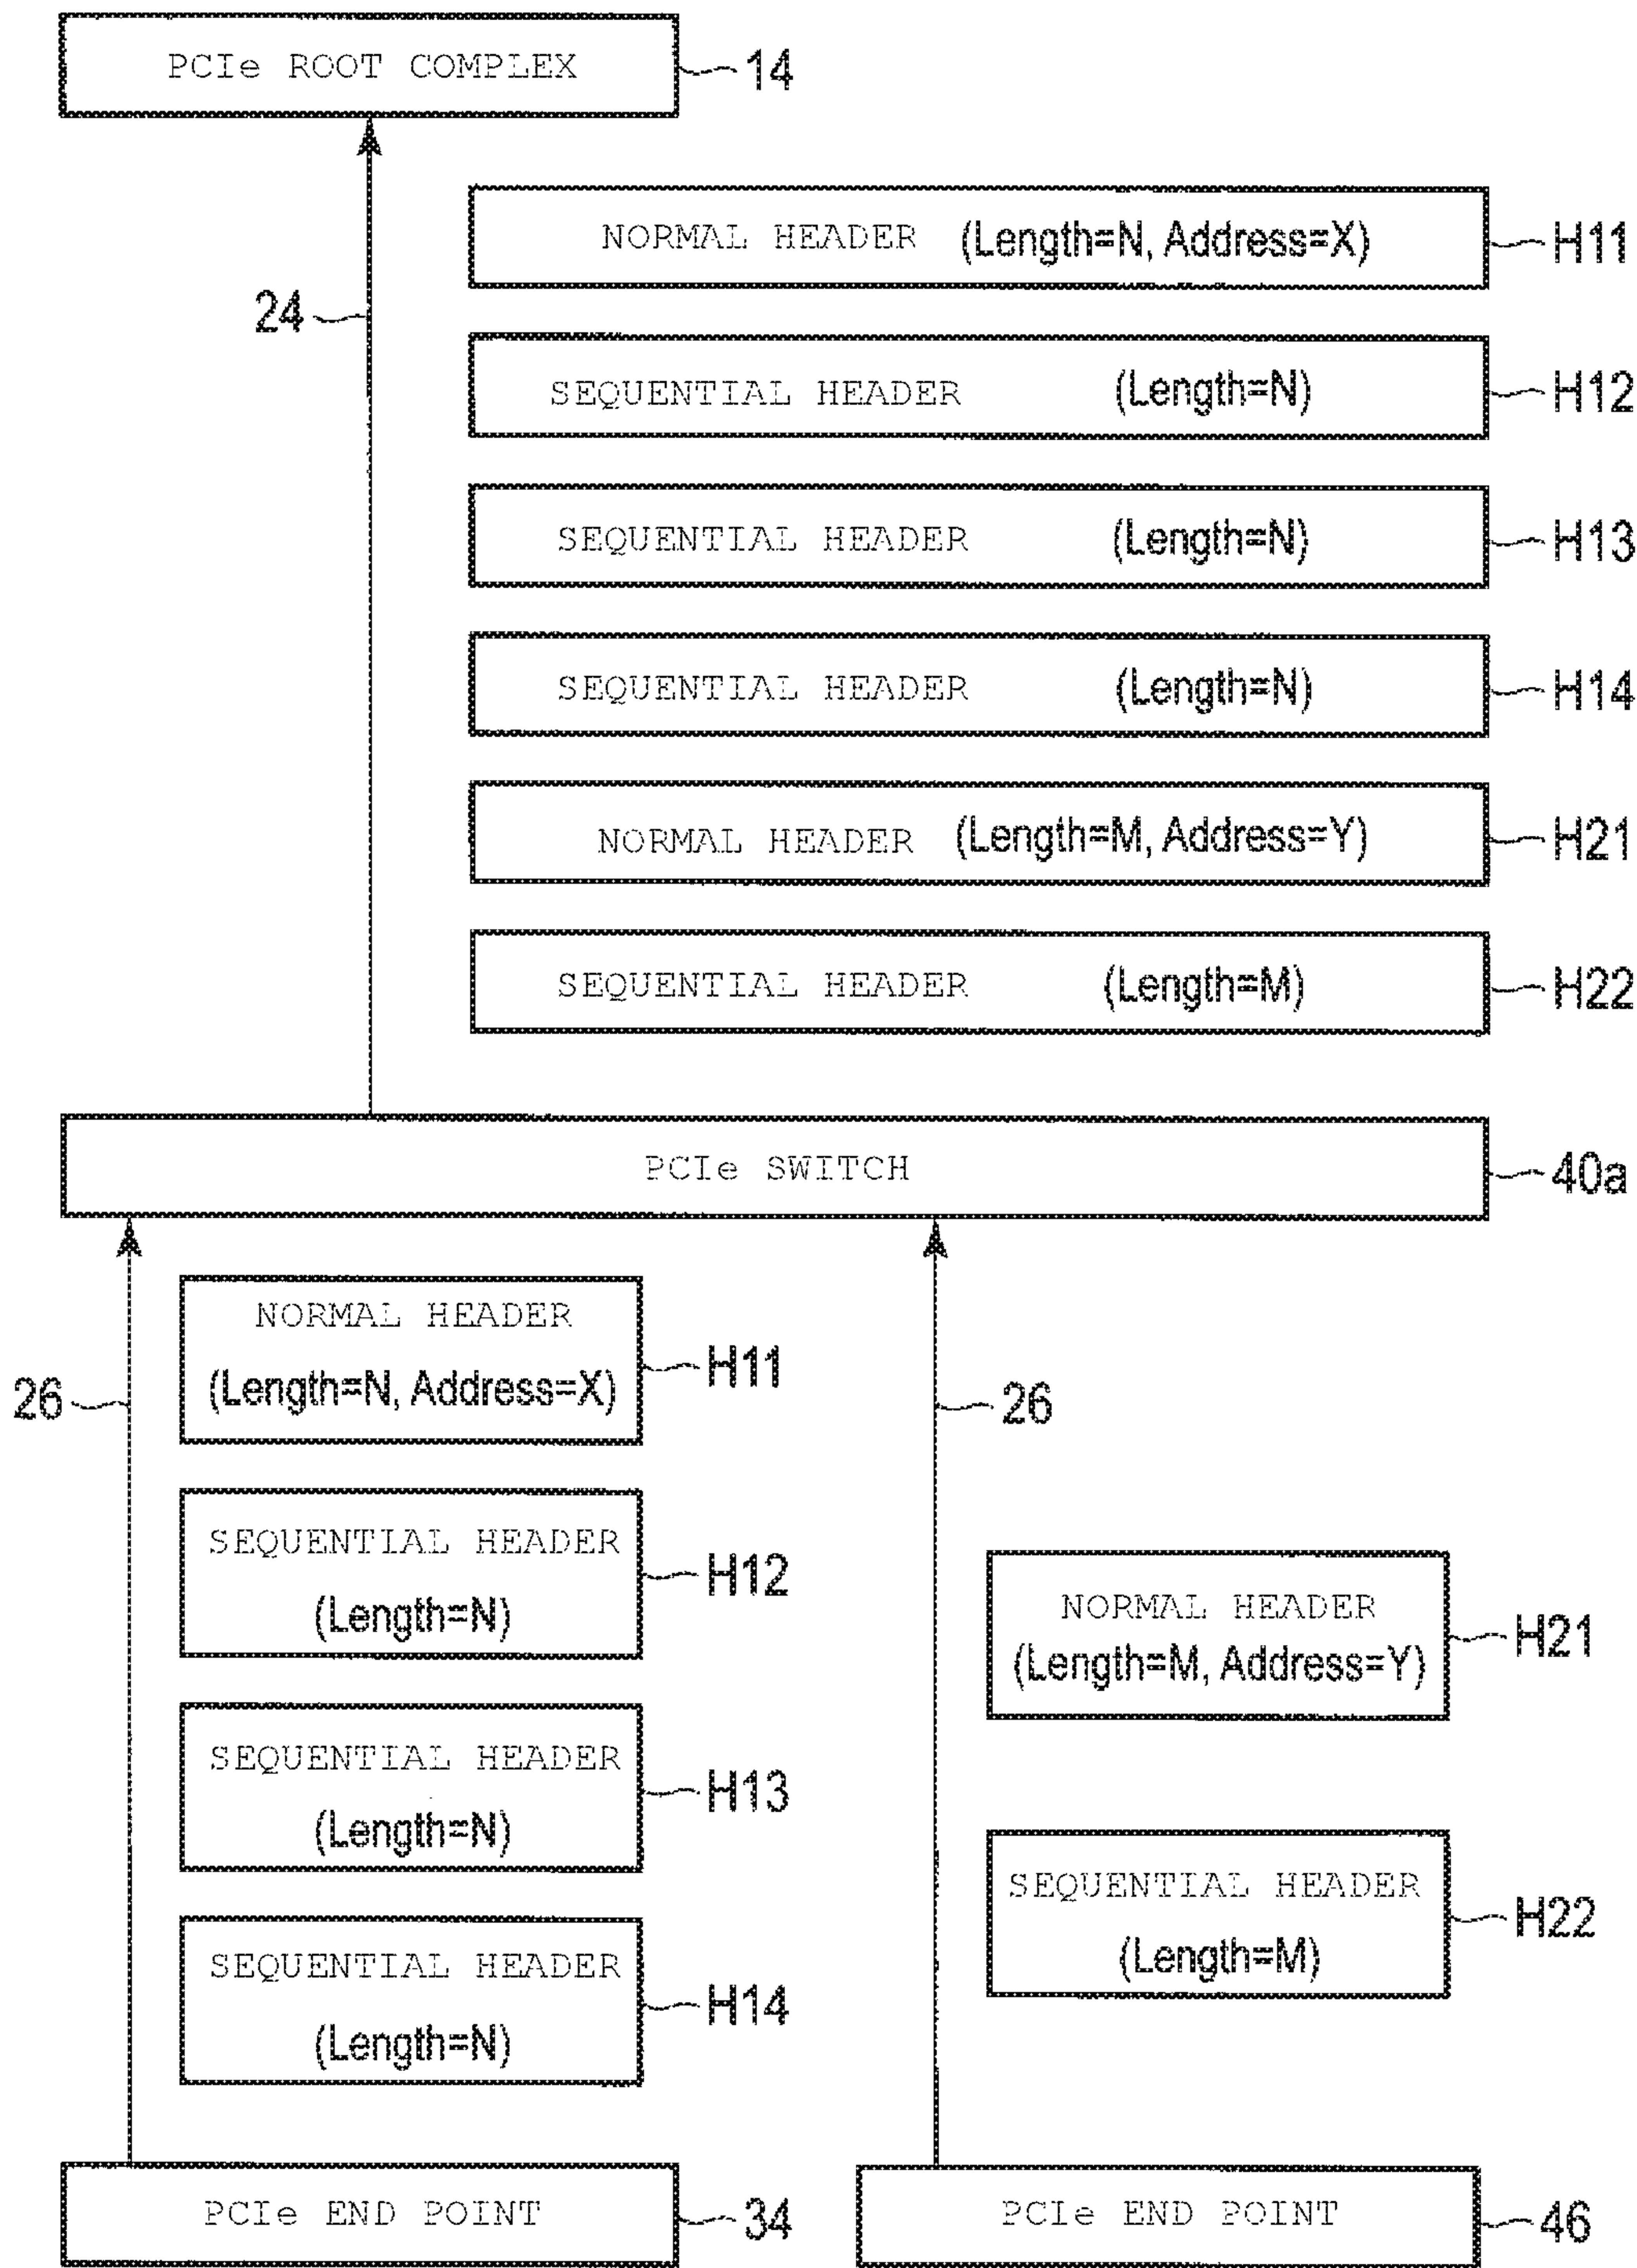 PCIe ROOT COMPLEX
14
24
NORMAL HEADER (Length=N, Address=X)
H11
SEQUENTIAL HEADER (Length=N)
H12
SEQUENTIAL HEADER (Length=N)
H13
SEQUENTIAL HEADER (Length=N)
H14
NORMAL HEADER (Length=M, Address=Y)
H21
SEQUENTIAL HEADER (Length=M)
H22
PCIe SWITCH
40a
26
NORMAL HEADER
(Length=N, Address=X)
H11
SEQUENTIAL HEADER
(Length=N)
H12
SEQUENTIAL HEADER
(Length=N)
H13
SEQUENTIAL HEADER
(Length=N)
H14
26
NORMAL HEADER
(Length=M, Address=Y)
H21
SEQUENTIAL HEADER
(Length=M)
H22
PCIe END POINT
34
PCIe END POINT
46